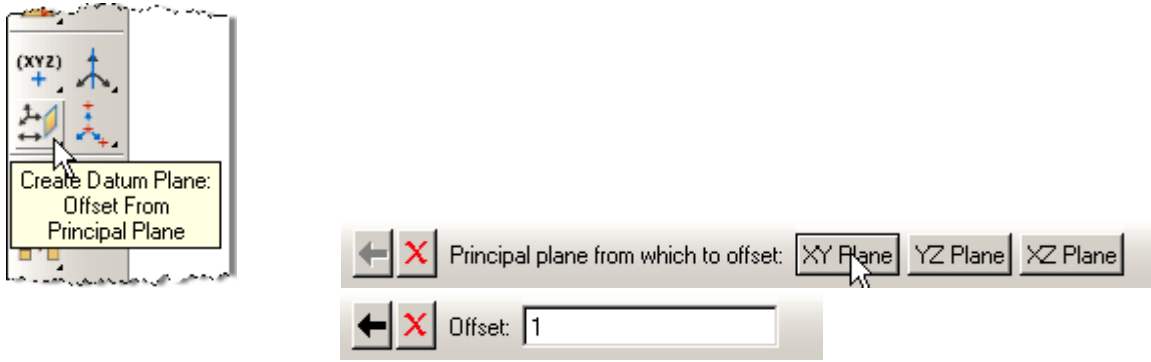 (XYZ)
Create Datum Plane:
Offset From
Principal Plane
Principal plane from which to offset: XY Plane YZ Plane XZ Plane
Offset: 1